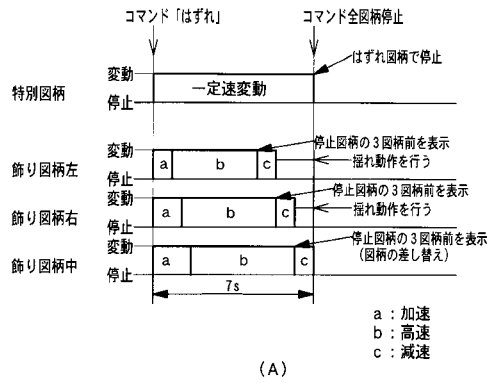 コマンド「はずれ」
コマンド全図柄停止
特別図柄
変動
停止
一定速変動
はずれ図柄で停止
飾り図柄左
変動
停止
a
b
c
停止図柄の3図柄前を表示
揺れ動作を行う
飾り図柄右
変動
停止
a
b
c
停止図柄の3図柄前を表示
揺れ動作を行う
飾り図柄中
変動
停止
a
b
c
停止図柄の3図柄前を表示
(図柄の差し替え)
7s
a:加速
b:高速
c:減速
(A)